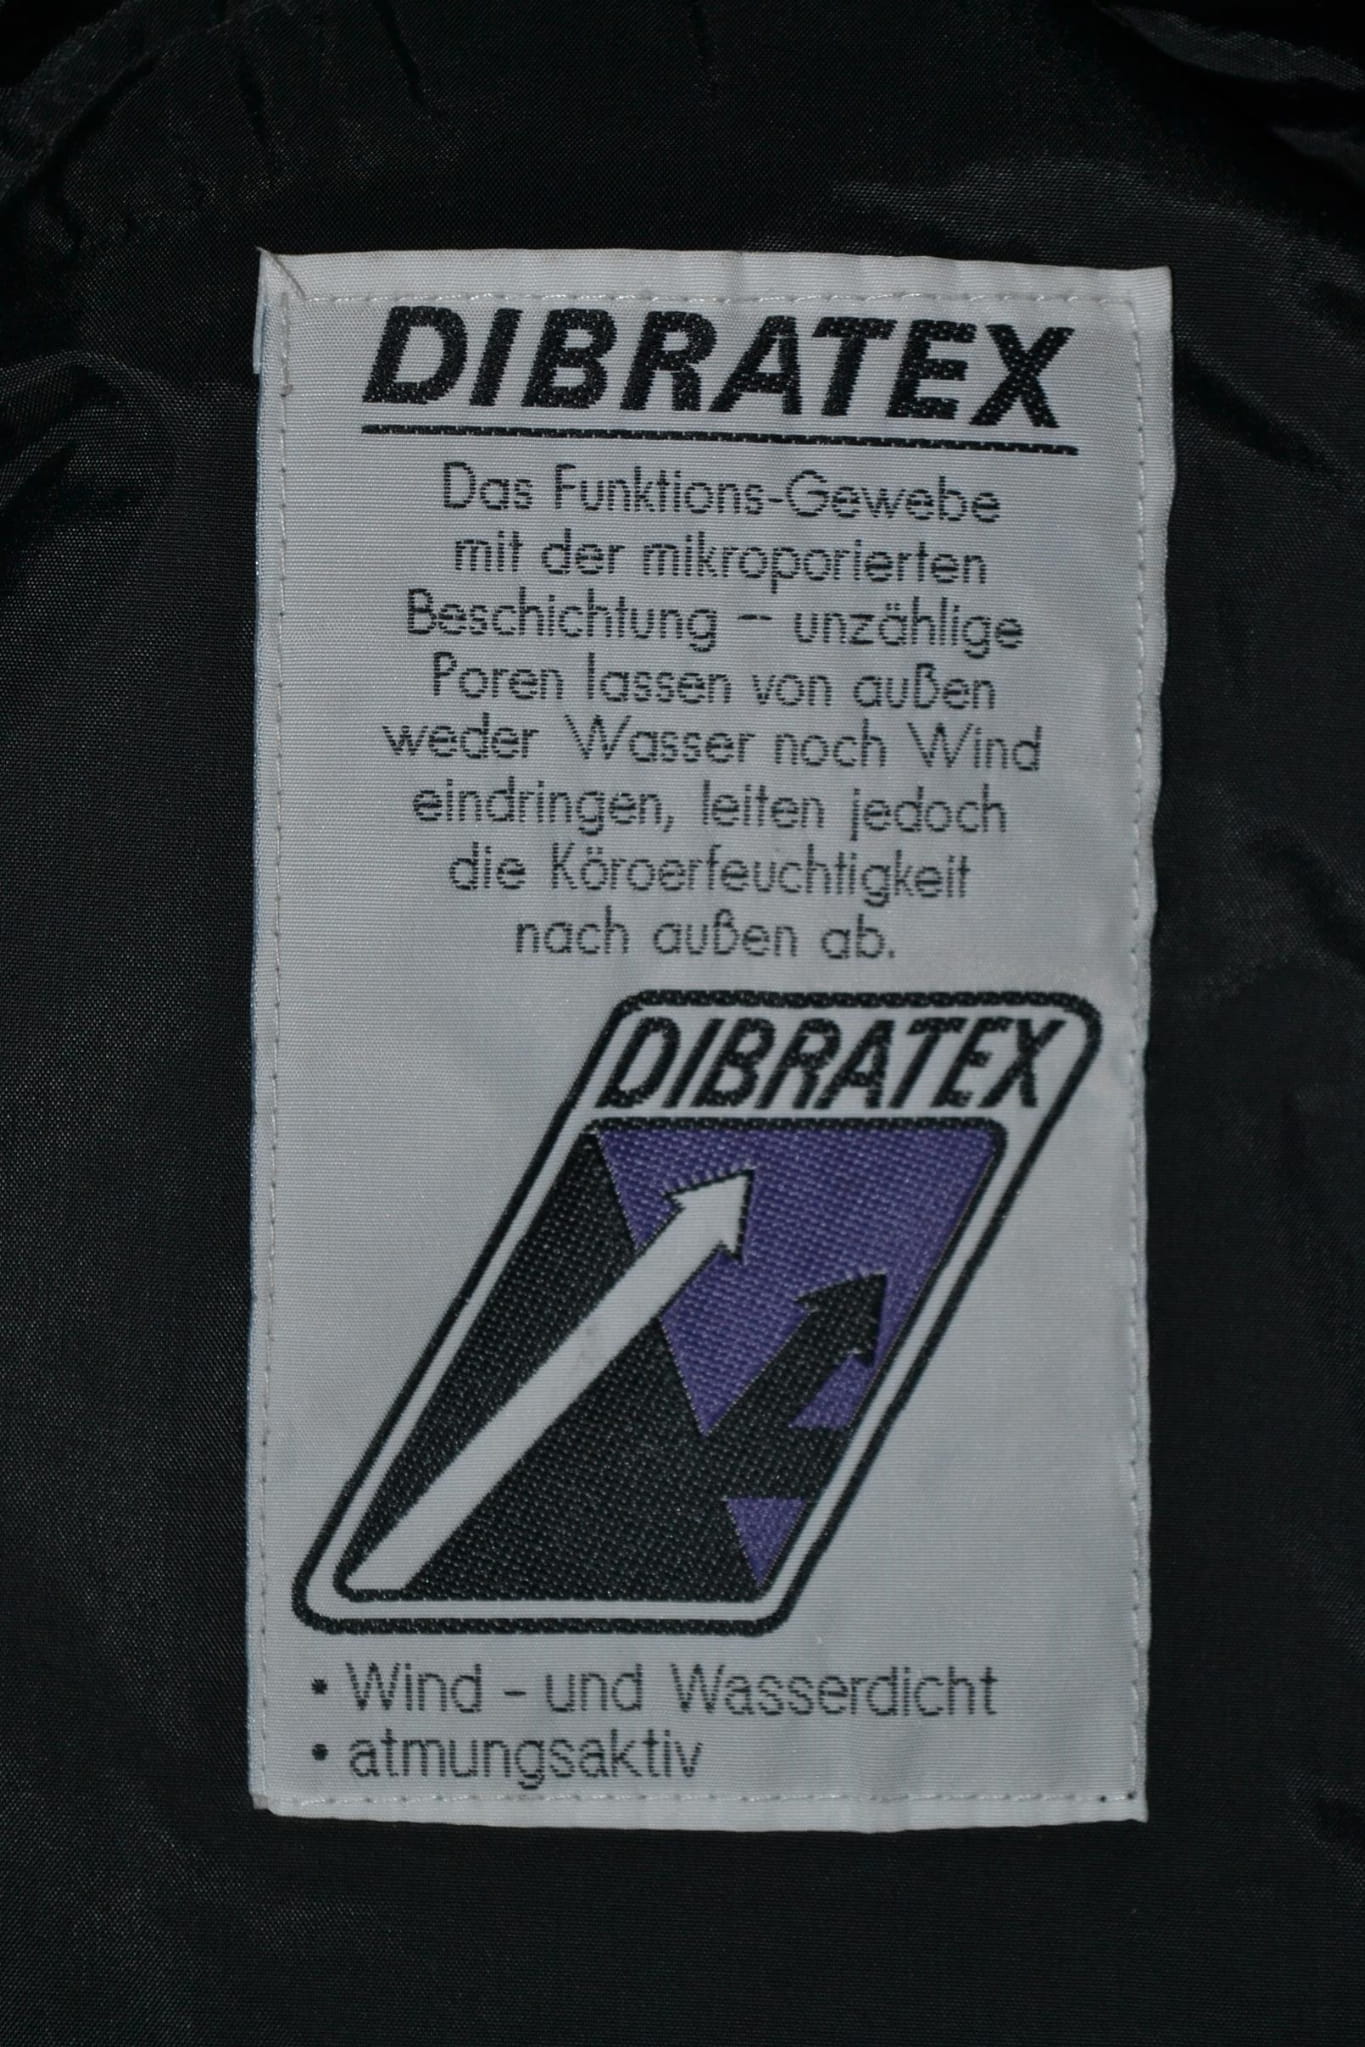 DIBRATEX
Das Funktions-Gewebe
mit der mikroporierten
Beschichtung -- unzählige
Poren lassen von außen
weder Wasser noch Wind
eindringen, leiten jedoch
die Köroerfeuchtigkeit
nach außen ab.
DIBRATEX
• Wind - und Wasserdicht
• atmungsaktiv